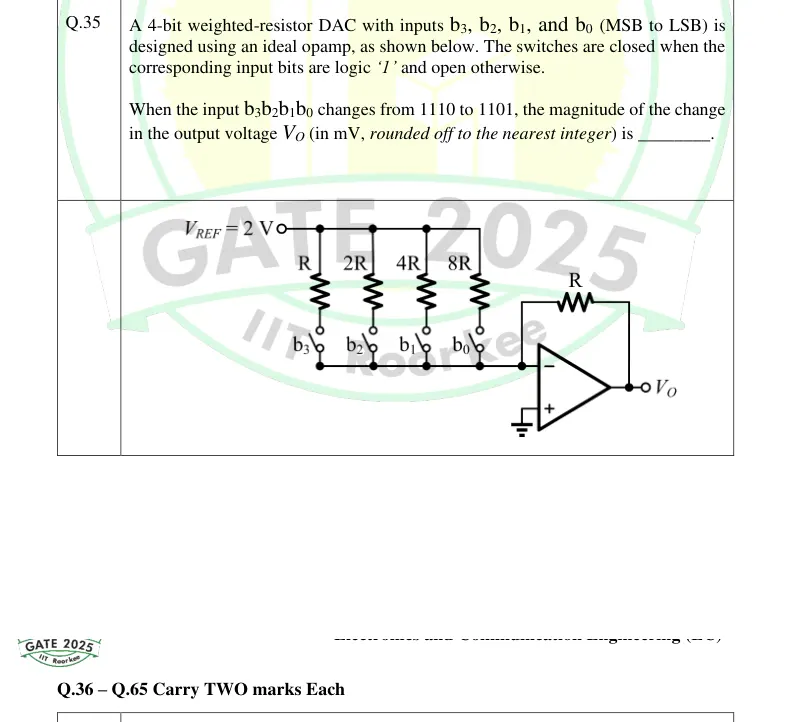 Q.35
A 4-bit weighted-resistor DAC with inputs b₃, b₂, b₁, and b₀ (MSB to LSB) is
designed using an ideal opamp, as shown below. The switches are closed when the
corresponding input bits are logic ‘1’ and open otherwise.
When the input b₃b₂b₁b₀ changes from 1110 to 1101, the magnitude of the change
in the output voltage V_O (in mV, rounded off to the nearest integer) is ________.
GATE 2025
IIT Roorkee
V_REF = 2 V
R 2R 4R 8R
R
b₃ b₂ b₁ b₀
−
+
V_O
GATE 2025
IIT Roorkee
Q.36 – Q.65 Carry TWO marks Each